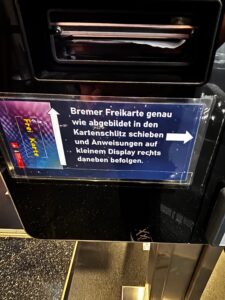 Bremer Freikarte genau
wie abgebildet in den
Kartenschlitz schieben
und Anweisungen auf
kleinem Display rechts
daneben befolgen.